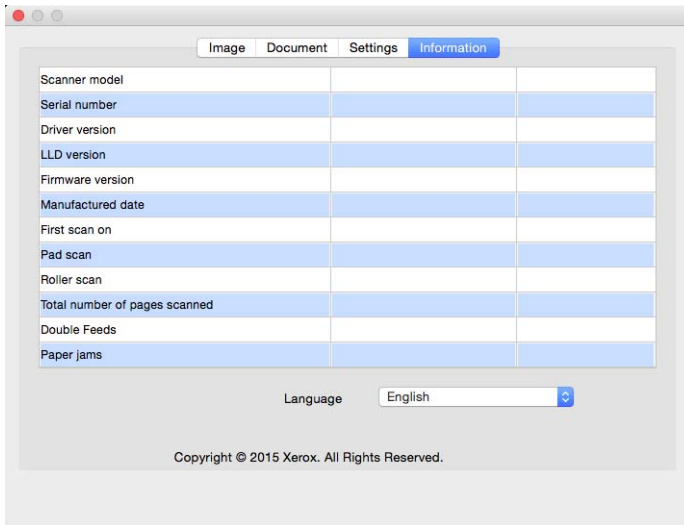 Image Document Settings Information
Scanner model
Serial number
Driver version
LLD version
Firmware version
Manufactured date
First scan on
Pad scan
Roller scan
Total number of pages scanned
Double Feeds
Paper jams
Language English
Copyright © 2015 Xerox. All Rights Reserved.